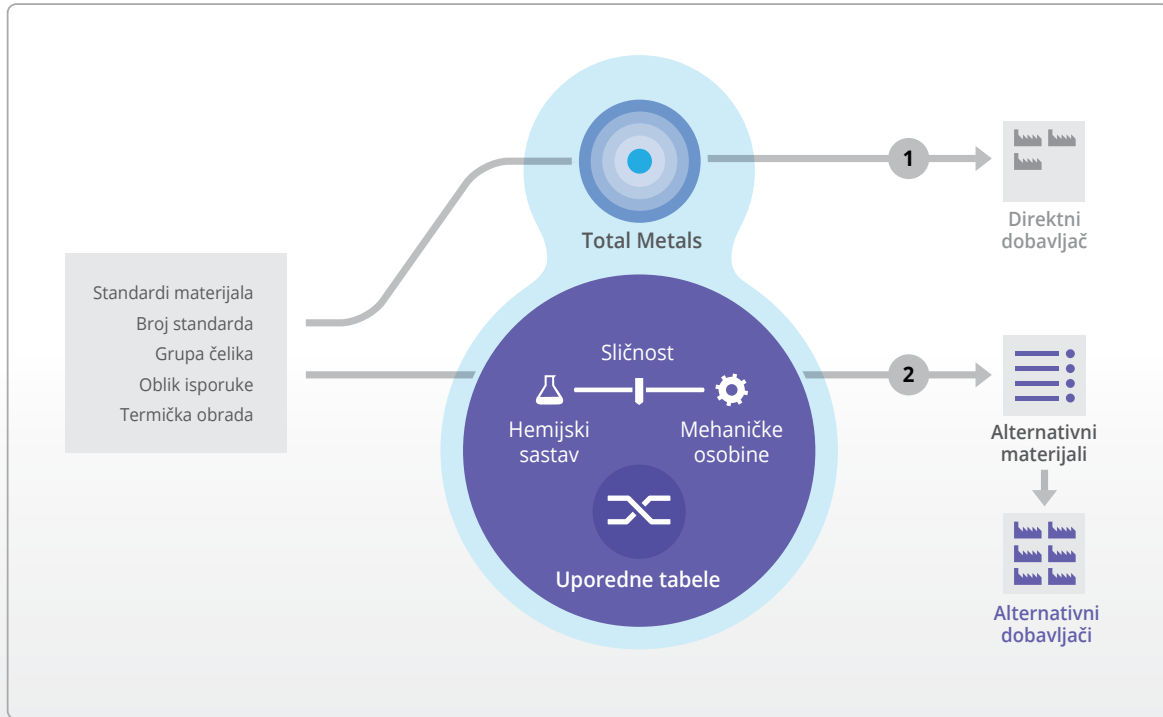 Total Metals
1
Direktni
dobavljač
Standardi materijala
Broj standarda
Grupa čelika
Oblik isporuke
Termička obrada
Sličnost
Hemijski
sastav
Mehaničke
osobine
Uporedne tabele
2
Alternativni
materijali
Alternativni
dobavljači